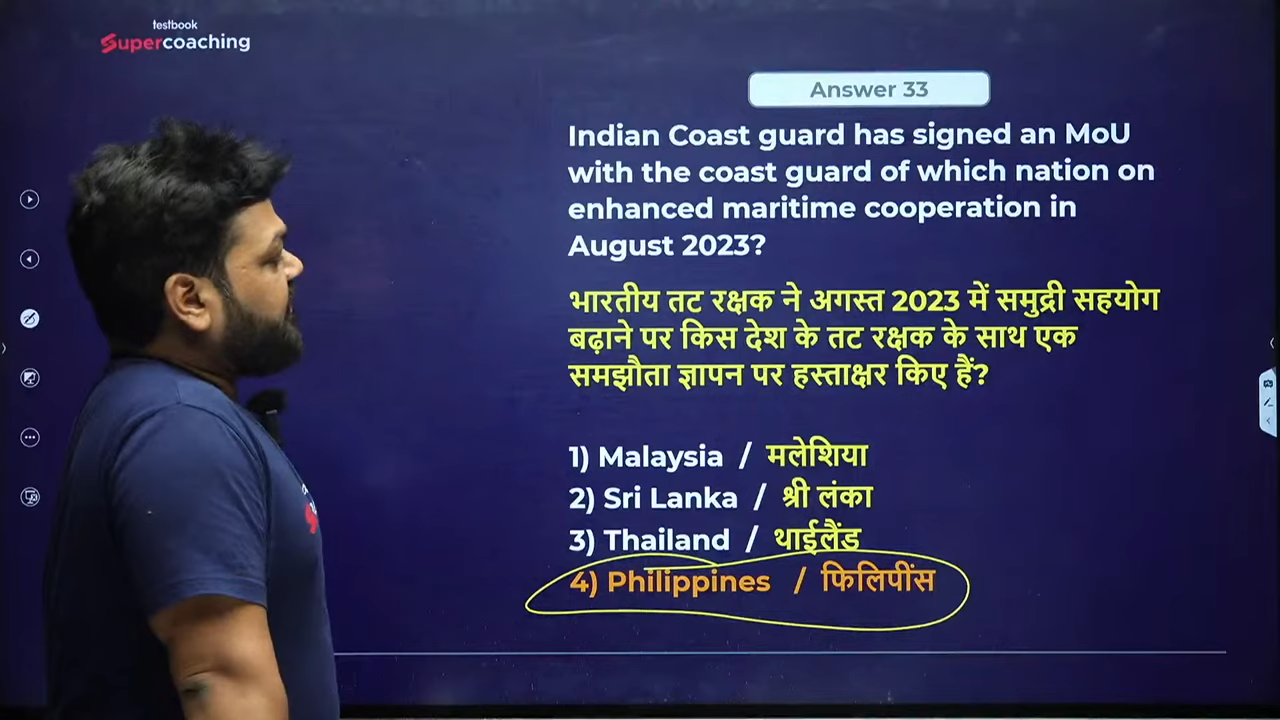 testbook
Supercoaching
Answer 33
Indian Coast guard has signed an MoU
with the coast guard of which nation on
enhanced maritime cooperation in
August 2023?
भारतीय तट रक्षक ने अगस्त 2023 में समुद्री सहयोग
बढ़ाने पर किस देश के तट रक्षक के साथ एक
समझौता ज्ञापन पर हस्ताक्षर किए हैं?
1) Malaysia / मलेशिया
2) Sri Lanka / श्री लंका
3) Thailand / थाईलैंड
4) Philippines / फिलिपींस